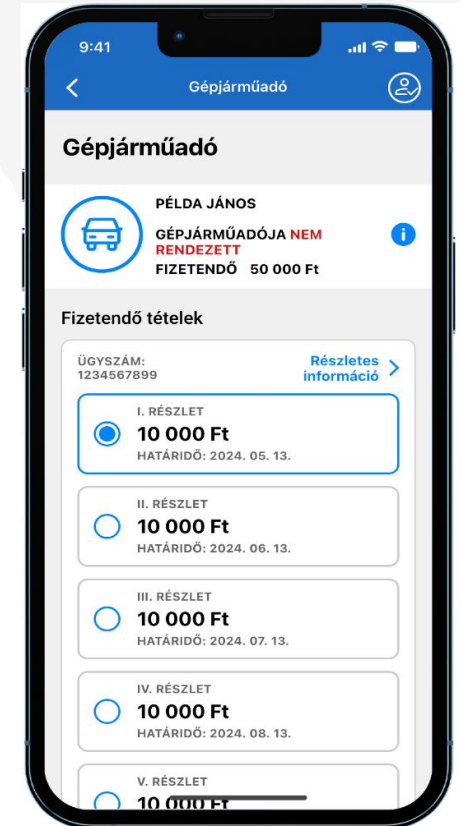 9:41
Gépjárműadó
Gépjárműadó
PÉLDA JÁNOS
GÉPJÁRMŰADÓJA NEM
RENDEZETT
FIZETENDŐ 50 000 Ft
Fizetendő tételek
ÜGYSZÁM:
1234567899
Részletes
információ
I. RÉSZLET
10 000 Ft
HATÁRIDŐ: 2024. 05. 13.
II. RÉSZLET
10 000 Ft
HATÁRIDŐ: 2024. 06. 13.
III. RÉSZLET
10 000 Ft
HATÁRIDŐ: 2024. 07. 13.
IV. RÉSZLET
10 000 Ft
HATÁRIDŐ: 2024. 08. 13.
V. RÉSZLET
10 000 Ft